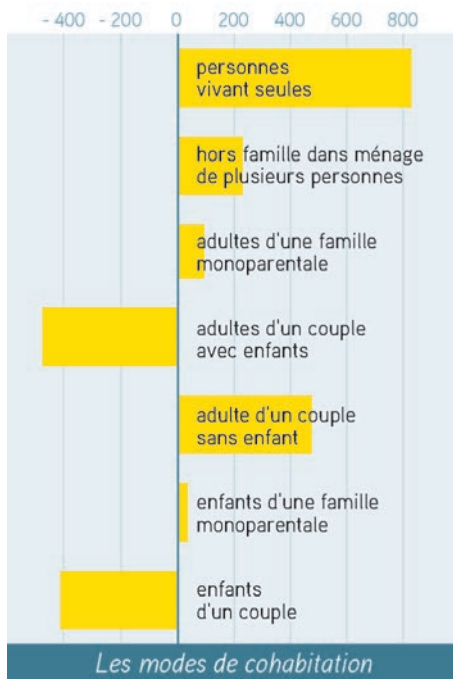 - 400 - 200 0 200 400 600 800
personnes
vivant seules
hors famille dans ménage
de plusieurs personnes
adultes d'une famille
monoparentale
adultes d'un couple
avec enfants
adulte d'un couple
sans enfant
enfants d'une famille
monoparentale
enfants
d'un couple
Les modes de cohabitation